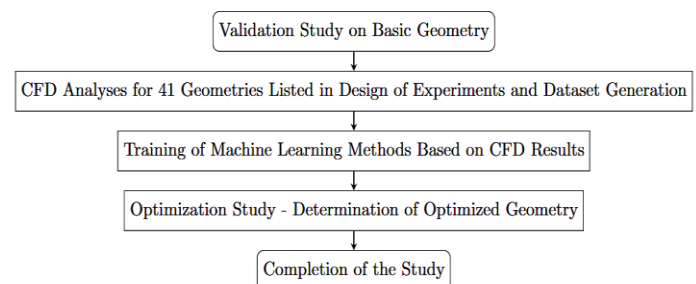 Validation Study on Basic Geometry
CFD Analyses for 41 Geometries Listed in Design of Experiments and Dataset Generation
Training of Machine Learning Methods Based on CFD Results
Optimization Study - Determination of Optimized Geometry
Completion of the Study